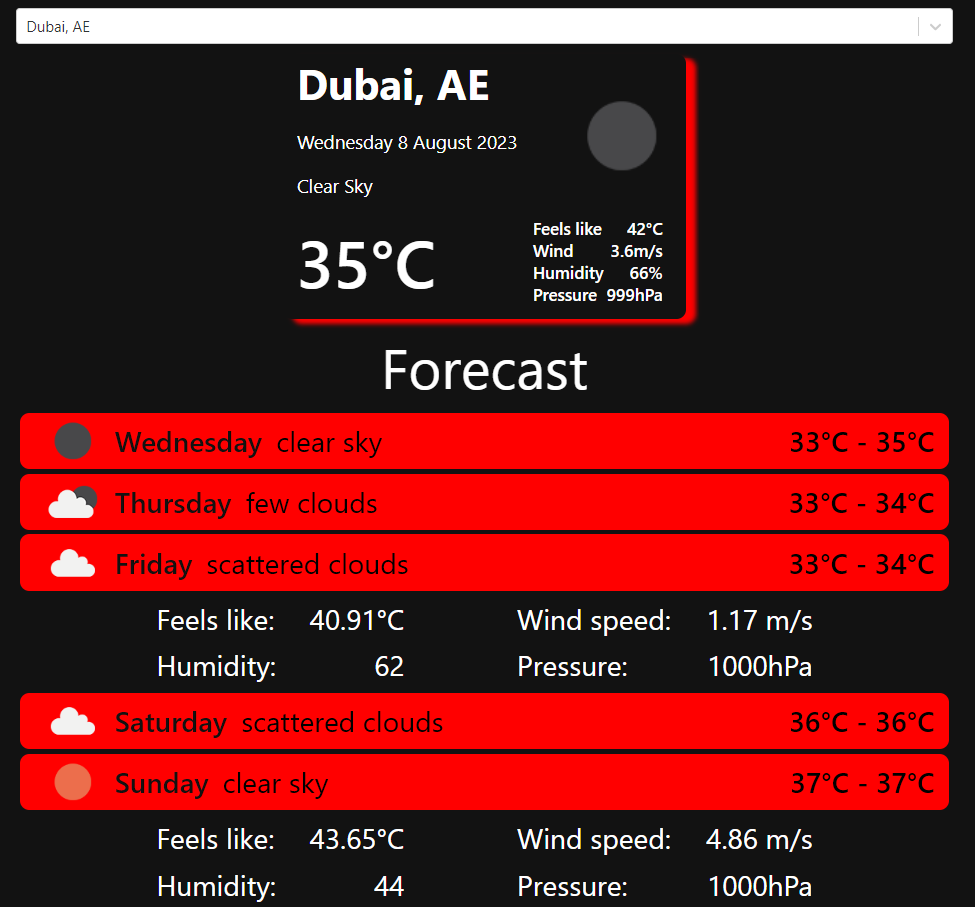 Dubai, AE
Dubai, AE
Wednesday 8 August 2023
Clear Sky
35°C
Feels like 42°C
Wind 3.6m/s
Humidity 66%
Pressure 999hPa
Forecast
Wednesday clear sky 33°C - 35°C
Thursday few clouds 33°C - 34°C
Friday scattered clouds 33°C - 34°C
Feels like: 40.91°C Wind speed: 1.17 m/s
Humidity: 62 Pressure: 1000hPa
Saturday scattered clouds 36°C - 36°C
Sunday clear sky 37°C - 37°C
Feels like: 43.65°C Wind speed: 4.86 m/s
Humidity: 44 Pressure: 1000hPa